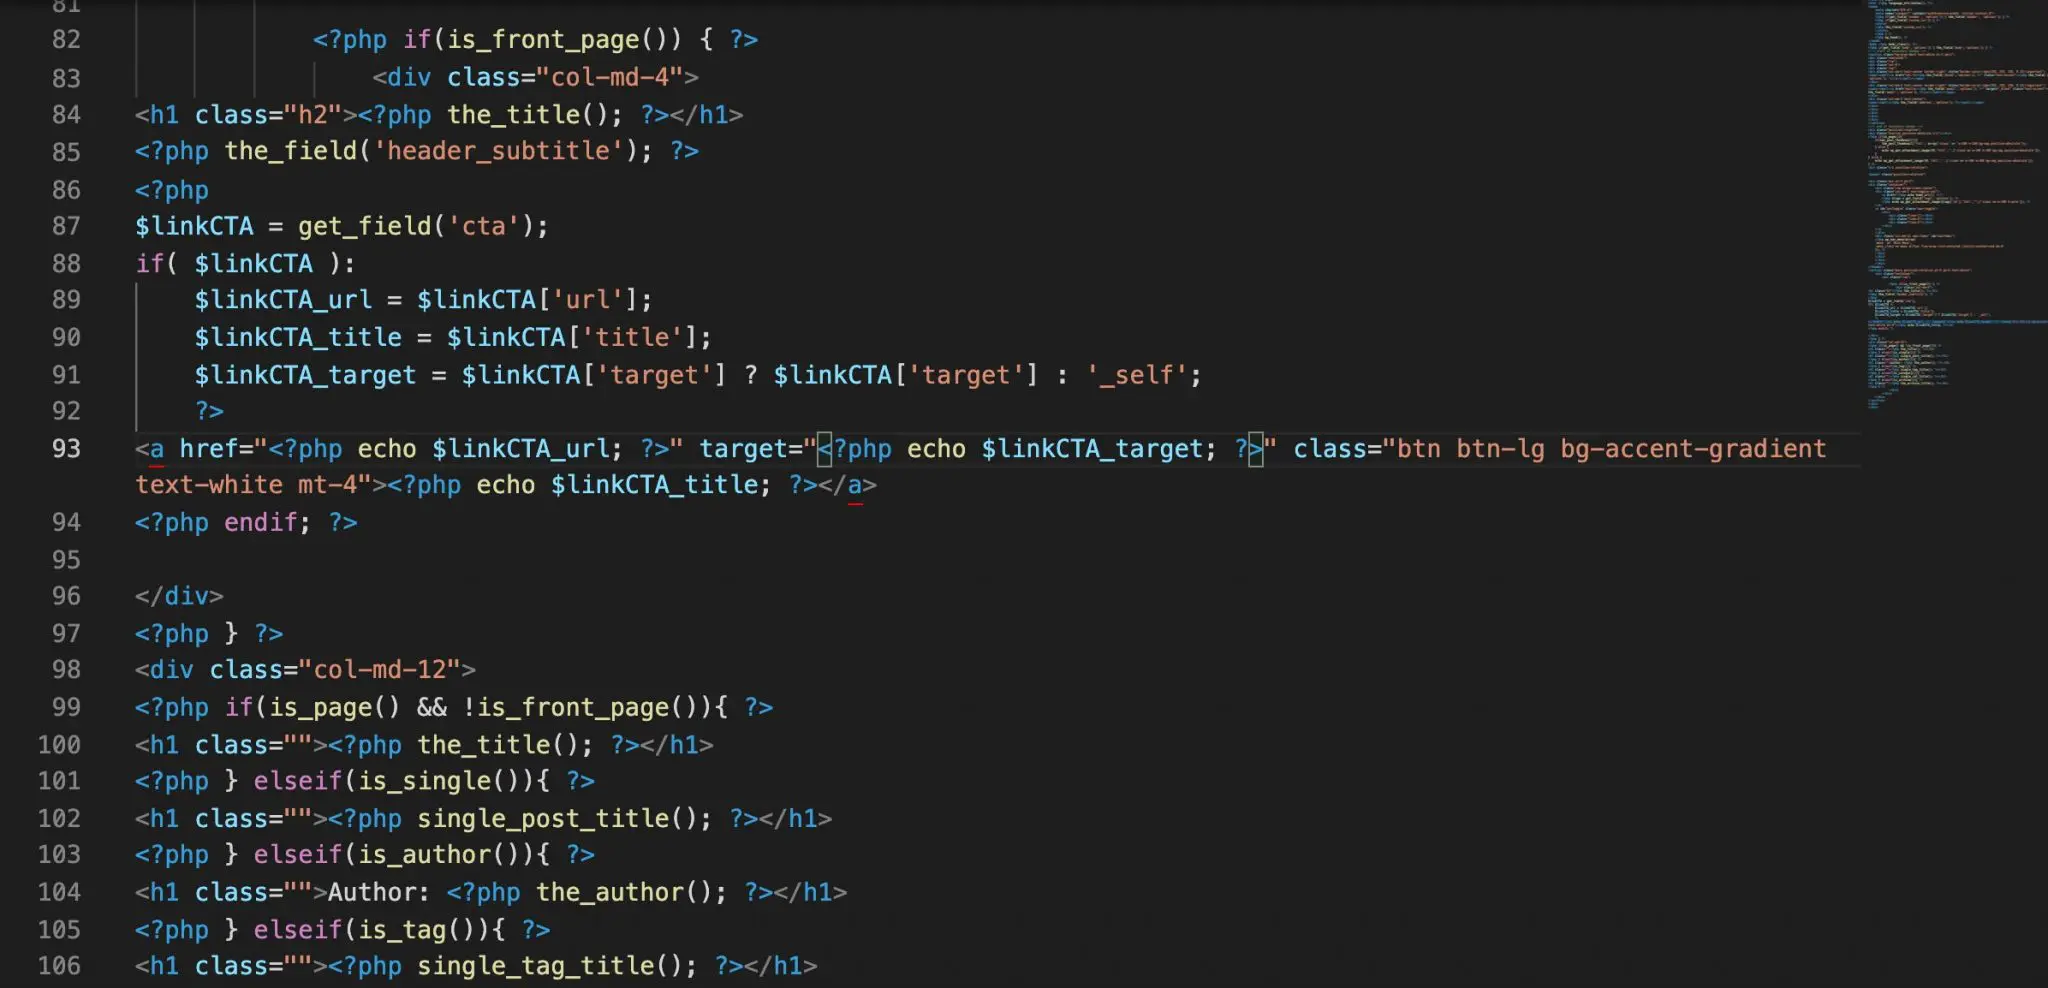 81
82 <?php if(is_front_page()) { ?>
83 <div class="col-md-4">
84 <h1 class="h2"><?php the_title(); ?></h1>
85 <?php the_field('header_subtitle'); ?>
86 <?php
87 $linkCTA = get_field('cta');
88 if( $linkCTA ):
89 $linkCTA_url = $linkCTA['url'];
90 $linkCTA_title = $linkCTA['title'];
91 $linkCTA_target = $linkCTA['target'] ? $linkCTA['target'] : '_self';
92 ?>
93 <a href="<?php echo $linkCTA_url; ?>" target="<?php echo $linkCTA_target; ?>" class="btn btn-lg bg-accent-gradient
text-white mt-4"><?php echo $linkCTA_title; ?></a>
94 <?php endif; ?>
95
96 </div>
97 <?php } ?>
98 <div class="col-md-12">
99 <?php if(is_page() && !is_front_page()){ ?>
100 <h1 class=""><?php the_title(); ?></h1>
101 <?php } elseif(is_single()){ ?>
102 <h1 class=""><?php single_post_title(); ?></h1>
103 <?php } elseif(is_author()){ ?>
104 <h1 class="">Author: <?php the_author(); ?></h1>
105 <?php } elseif(is_tag()){ ?>
106 <h1 class=""><?php single_tag_title(); ?></h1>